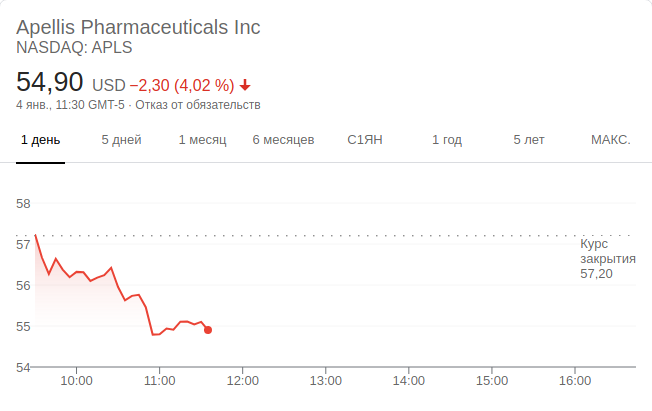 Apellis Pharmaceuticals Inc
NASDAQ: APLS
54,90 USD −2,30 (4,02 %)
4 янв., 11:30 GMT-5 · Отказ от обязательств
1 день 5 дней 1 месяц 6 месяцев С1ЯН 1 год 5 лет МАКС.
58
57
Курс
закрытия
57,20
56
55
54
10:00 11:00 12:00 13:00 14:00 15:00 16:00